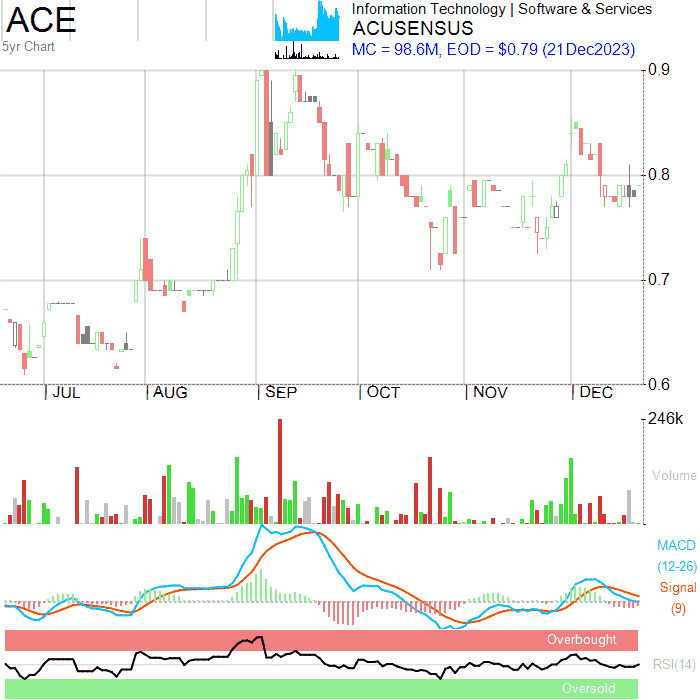 ACE
5yr Chart
Information Technology | Software & Services
ACUSENSUS
MC = 98.6M, EOD = $0.79 (21Dec2023)
0.9
0.8
0.7
0.6
JUL AUG SEP OCT NOV DEC
246k
Volume
MACD
(12-26)
Signal
(9)
Overbought
RSI(14)
Oversold